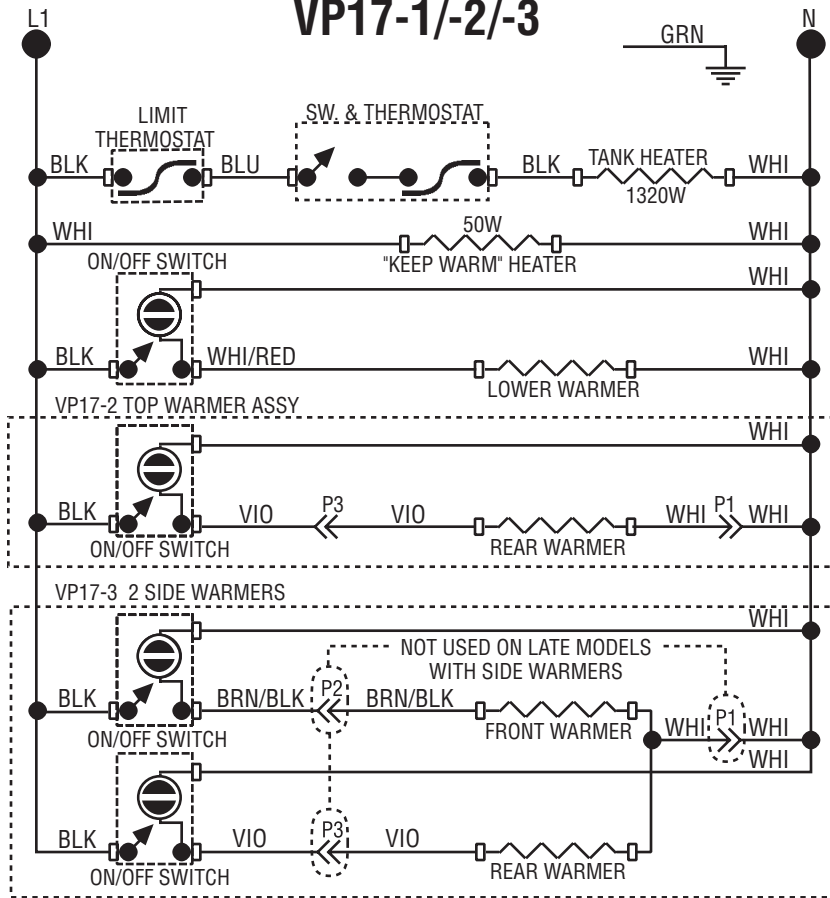 VP17-1/-2/-3
L1
N
GRN
LIMIT
THERMOSTAT
SW. & THERMOSTAT
BLK
BLU
BLK
TANK HEATER
1320W
WHI
WHI
50W
"KEEP WARM" HEATER
WHI
ON/OFF SWITCH
WHI
BLK
WHI/RED
LOWER WARMER
WHI
VP17-2 TOP WARMER ASSY
WHI
BLK
VIO
P3
VIO
REAR WARMER
WHI
P1
WHI
ON/OFF SWITCH
VP17-3 2 SIDE WARMERS
WHI
NOT USED ON LATE MODELS
WITH SIDE WARMERS
BLK
BRN/BLK
P2
BRN/BLK
FRONT WARMER
WHI
P1
WHI
ON/OFF SWITCH
WHI
BLK
VIO
P3
VIO
REAR WARMER
ON/OFF SWITCH